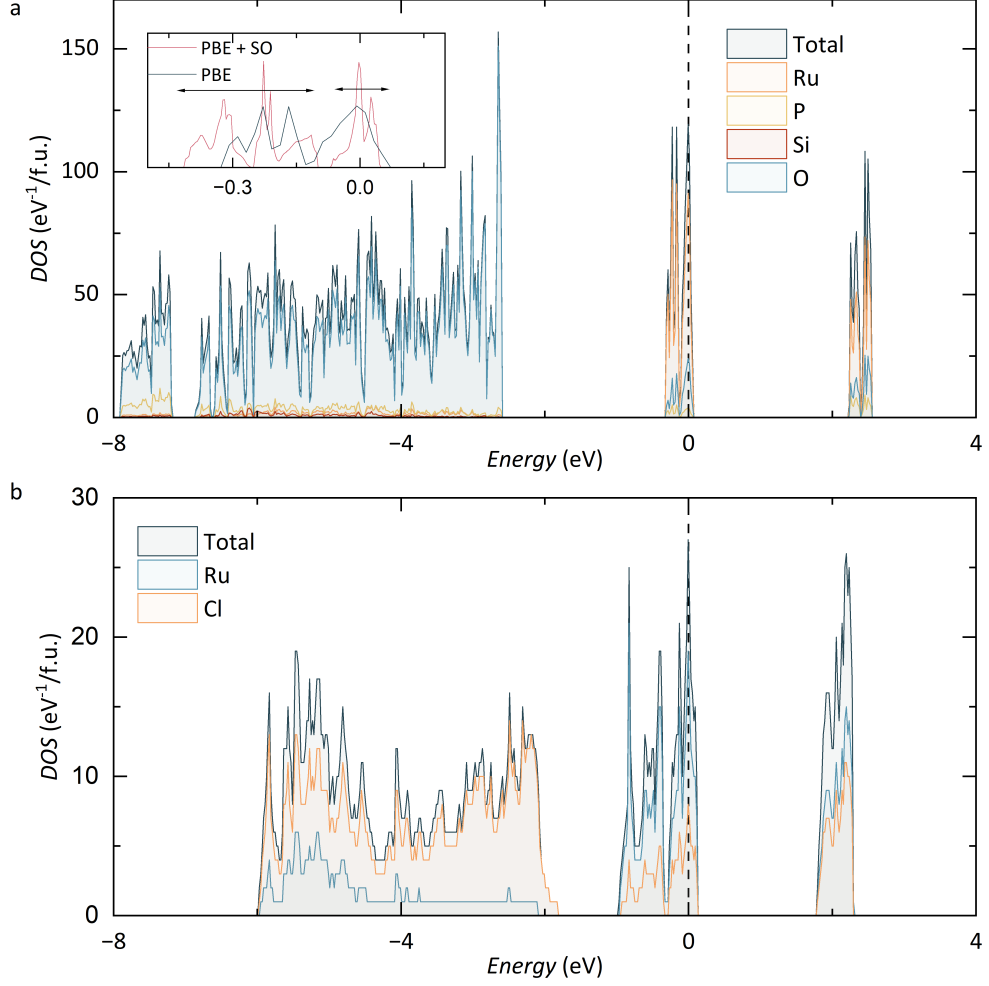 a
PBE + SO
PBE
−0.3
0.0
Total
Ru
P
Si
O
150
100
50
0
DOS (eV⁻¹/f.u.)
−8
−4
0
4
Energy (eV)
b
Total
Ru
Cl
30
20
10
0
DOS (eV⁻¹/f.u.)
−8
−4
0
4
Energy (eV)